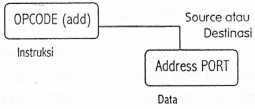 OPCODE (add)
Source atau
Destinasi
Instruksi
Address PORT
Data